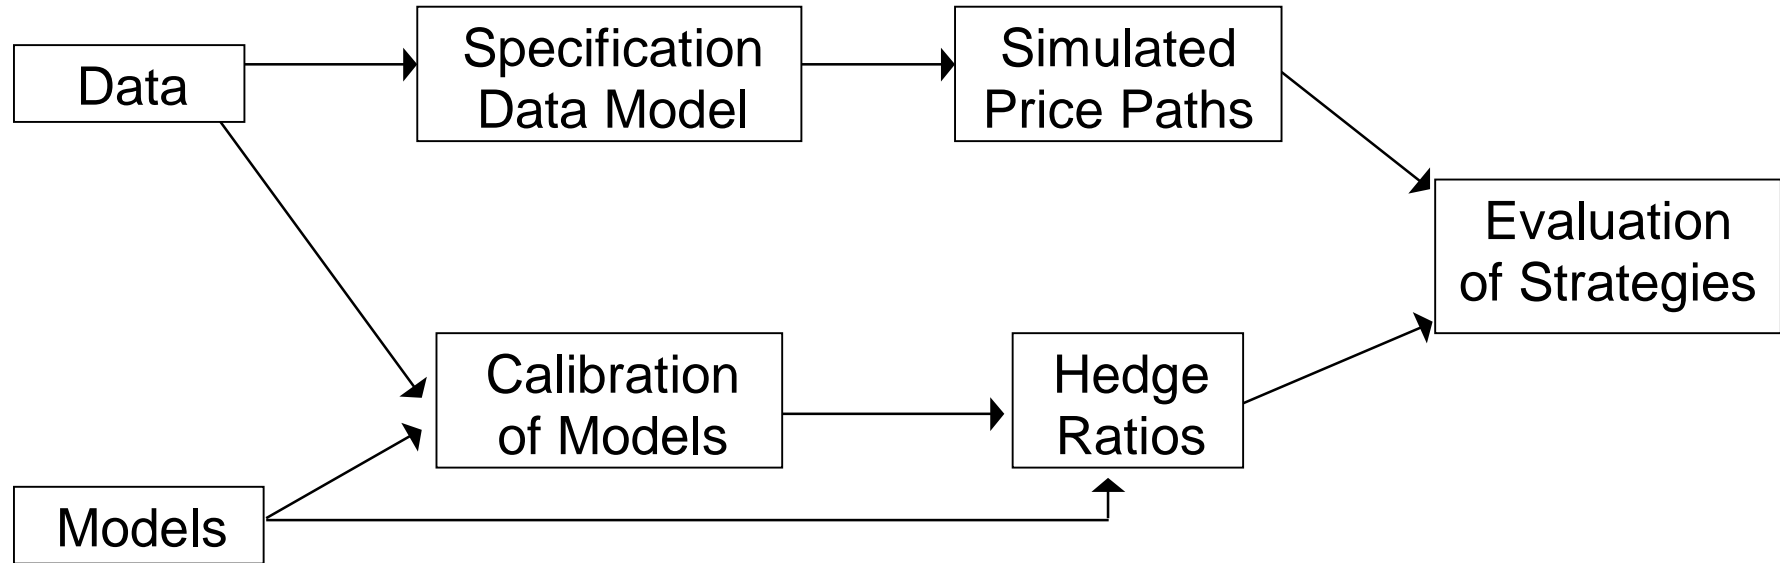 Data
Specification
Data Model
Simulated
Price Paths
Evaluation
of Strategies
Calibration
of Models
Hedge
Ratios
Models